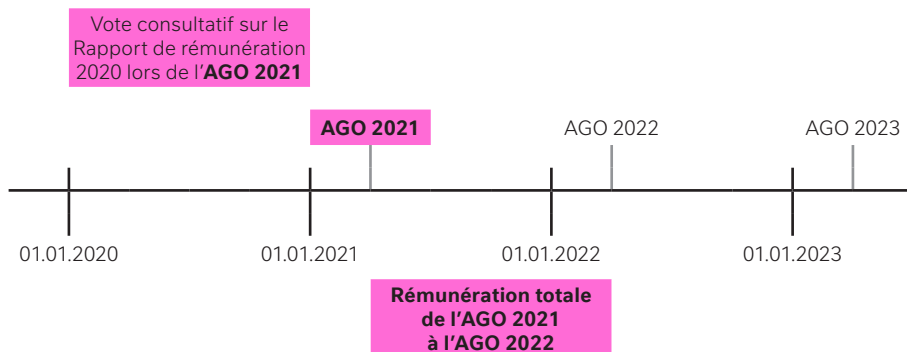 Vote consultatif sur le
Rapport de rémunération
2020 lors de l'AGO 2021
AGO 2021
AGO 2022
AGO 2023
01.01.2020
01.01.2021
01.01.2022
01.01.2023
Rémunération totale
de l'AGO 2021
à l'AGO 2022